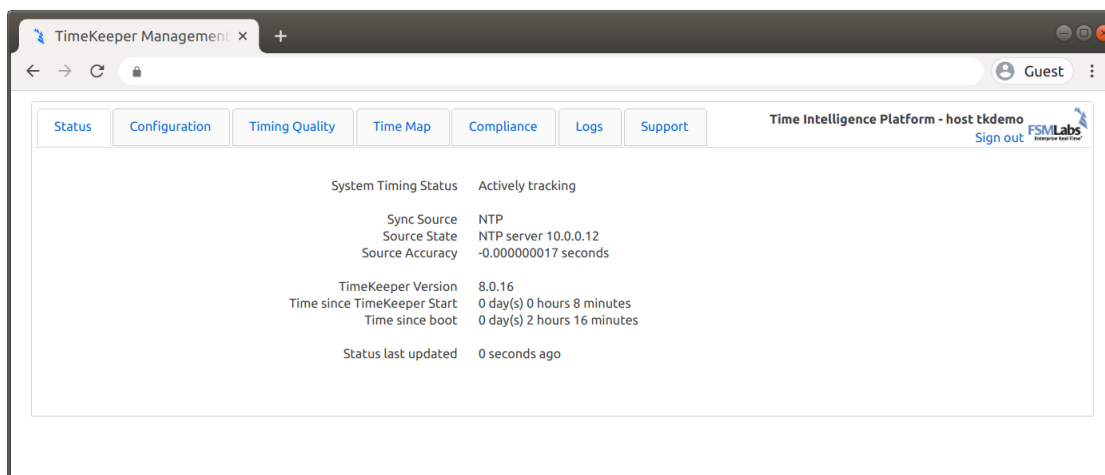 TimeKeeper Management
Guest
Status
Configuration
Timing Quality
Time Map
Compliance
Logs
Support
Time Intelligence Platform - host tkdemo
Sign out
FSMLabs
Enterprise Real-Time
System Timing Status Actively tracking
Sync Source NTP
Source State NTP server 10.0.0.12
Source Accuracy -0.000000017 seconds
TimeKeeper Version 8.0.16
Time since TimeKeeper Start 0 day(s) 0 hours 8 minutes
Time since boot 0 day(s) 2 hours 16 minutes
Status last updated 0 seconds ago